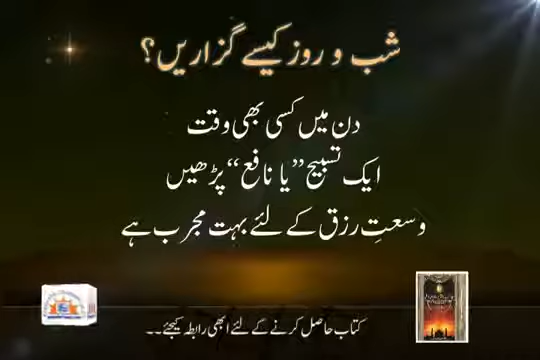 شب و روز کیسے گزاریں؟
دن میں کسی بھی وقت
ایک تسبیح ”یا نافع“ پڑھیں
وسعتِ رزق کے لئے بہت مجرب ہے
کتاب حاصل کرنے کے لئے ابھی رابطہ کیجئے۔۔